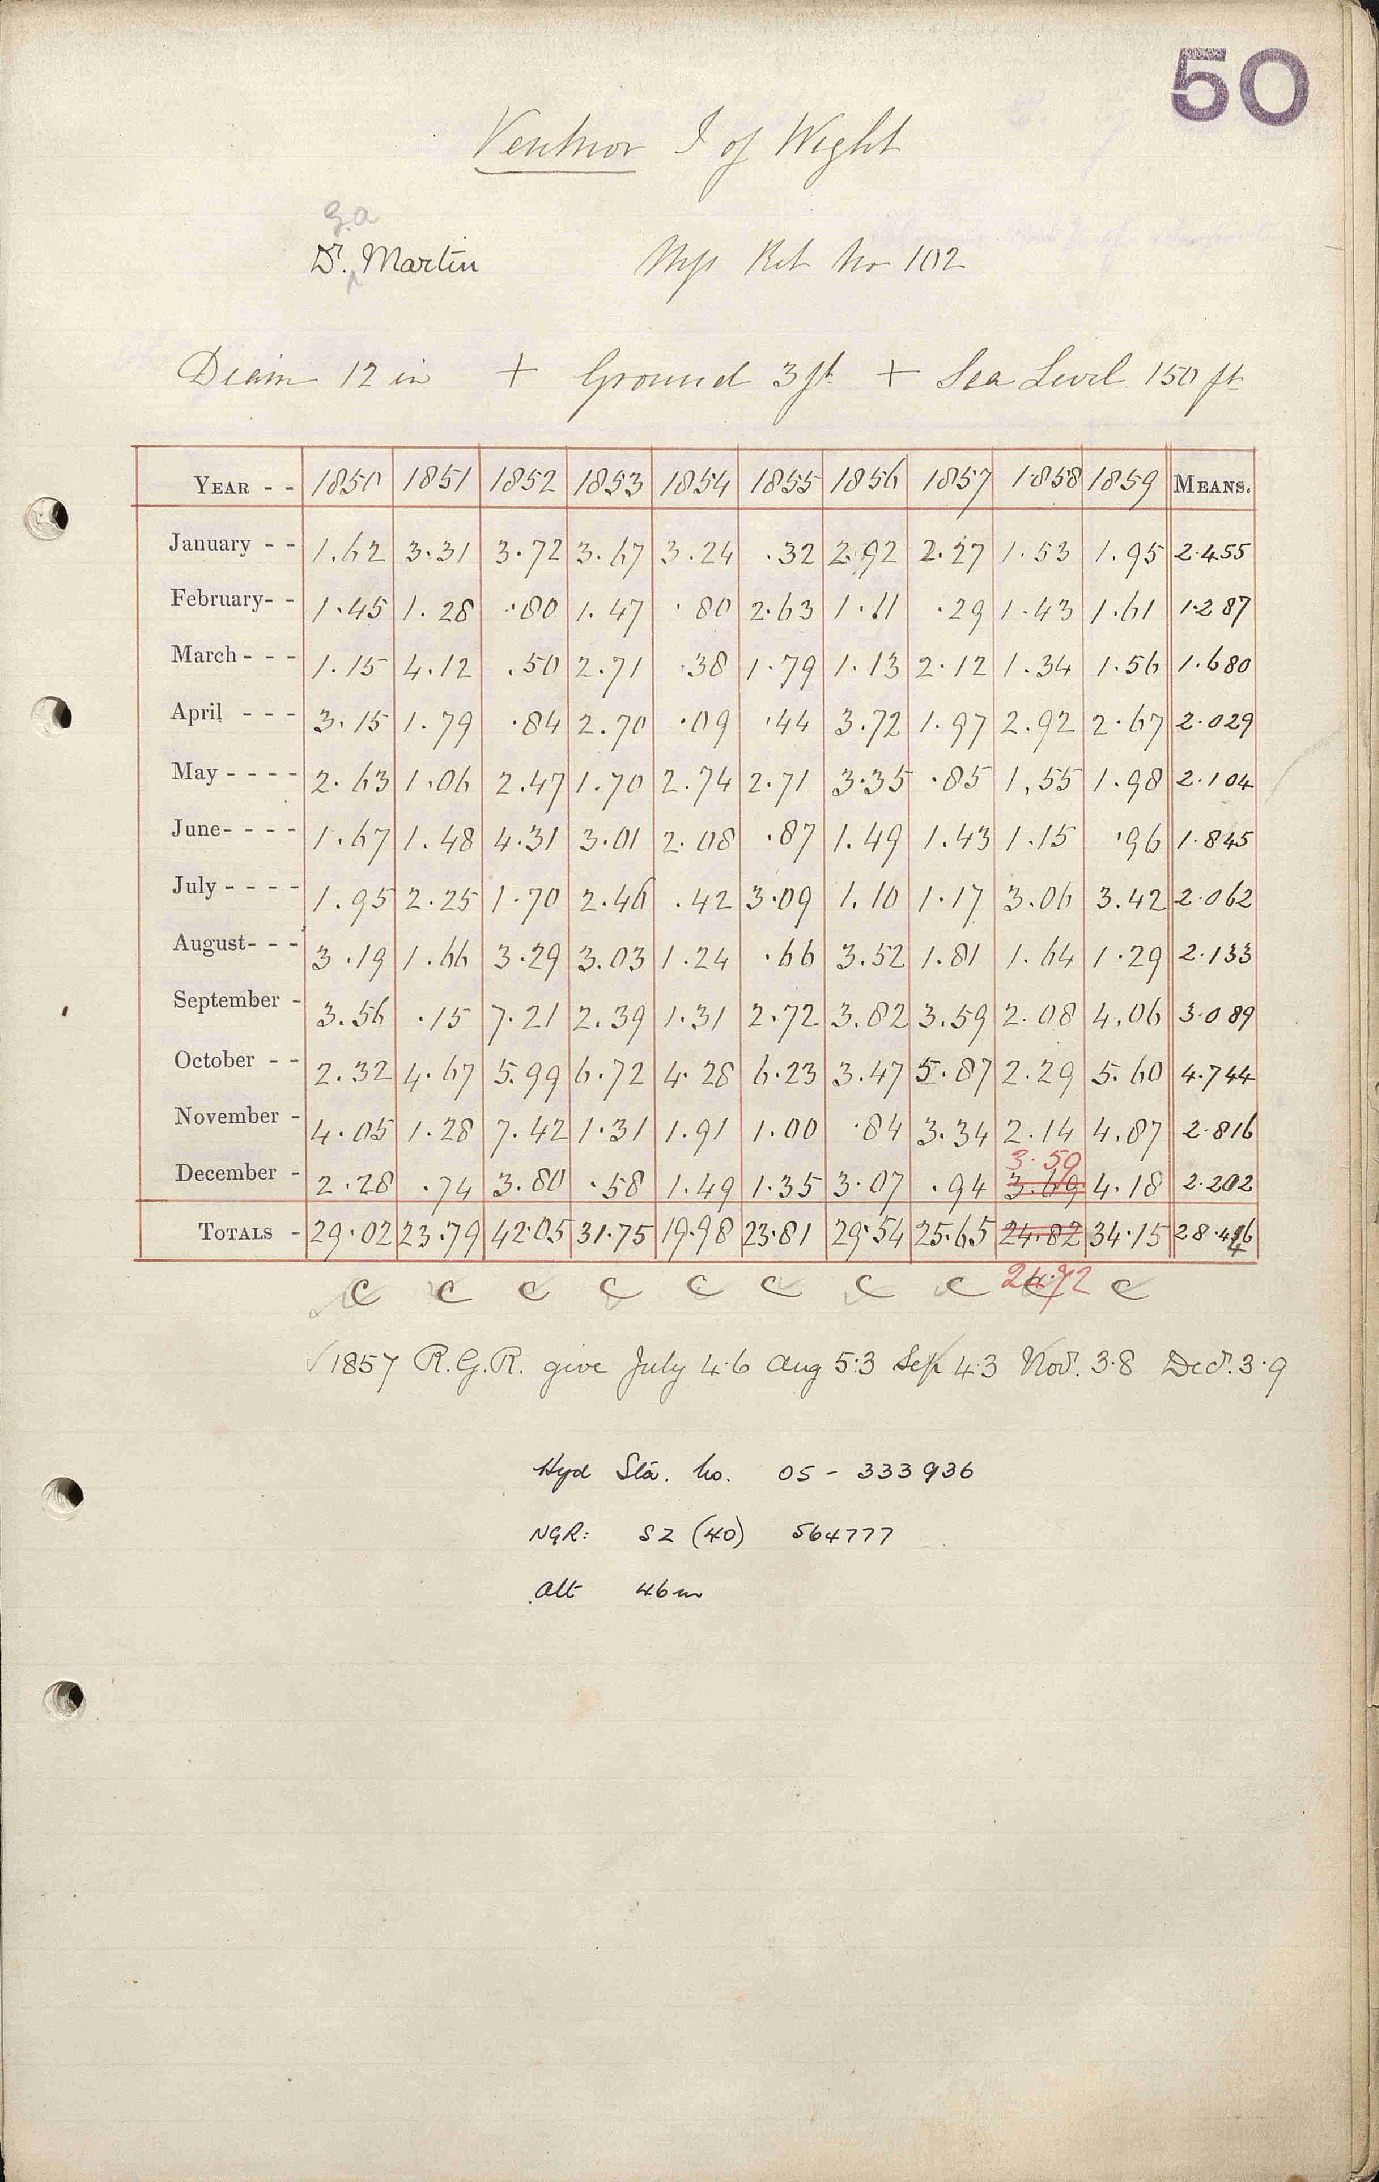 50
Ventnor I of Wight
G.a
Dr. Martin Mys Ret No 102
Diam 12 in + Ground 3 ft + Sea Level 150 ft
YEAR - - 1850 1851 1852 1853 1854 1855 1856 1857 1858 1859 MEANS.
January - - 1.62 3.31 3.72 3.67 3.24 .32 2.92 2.27 1.53 1.95 2.455
February- - 1.45 1.28 .80 1.47 .80 2.63 1.11 .29 1.43 1.61 1.287
March - - - 1.15 4.12 .50 2.71 .38 1.79 1.13 2.12 1.34 1.56 1.680
April - - - 3.15 1.79 .84 2.70 .09 .44 3.72 1.97 2.92 2.67 2.029
May - - - - 2.63 1.06 2.47 1.70 2.74 2.71 3.35 .85 1.55 1.98 2.104
June- - - - 1.67 1.48 4.31 3.01 2.08 .87 1.49 1.43 1.15 .96 1.845
July - - - - 1.95 2.25 1.70 2.46 .42 3.09 1.10 1.17 3.06 3.42 2.062
August- - - 3.19 1.66 3.29 3.03 1.24 .66 3.52 1.81 1.64 1.29 2.133
September - 3.56 .15 7.21 2.39 1.31 2.72 3.82 3.59 2.08 4.06 3.089
October - - 2.32 4.67 5.99 6.72 4.28 6.23 3.47 5.87 2.29 5.60 4.744
November - 4.05 1.28 7.42 1.31 1.91 1.00 .84 3.34 2.14 4.87 2.816
3.59
December - 2.28 .74 3.80 .58 1.49 1.35 3.07 .94 3.69 4.18 2.202
TOTALS - 29.02 23.79 42.05 31.75 19.98 23.81 29.54 25.65 24.82 34.15 28.446
C C C C C C C C 24.72 C C
✓ 1857 R.G.R. give July 4.6 Aug 5.3 Sep 4.3 Nov. 3.8 Dec. 3.9
Hyd Sta. No. 05 - 333936
NGR: SZ (40) 564777
Alt 46m